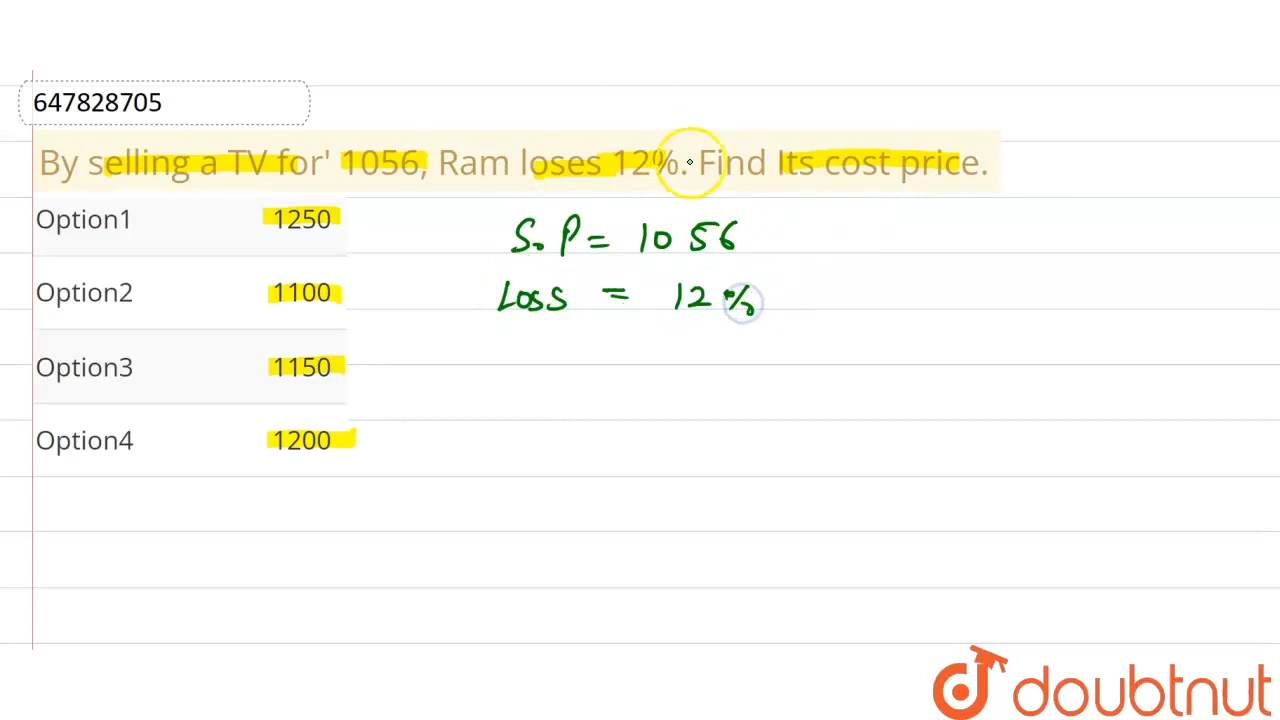 647828705
By selling a TV for' 1056, Ram loses 12%. Find Its cost price.
Option1 1250
S. P = 1056
Option2 1100
Loss = 12 %
Option3 1150
Option4 1200
doubtnut